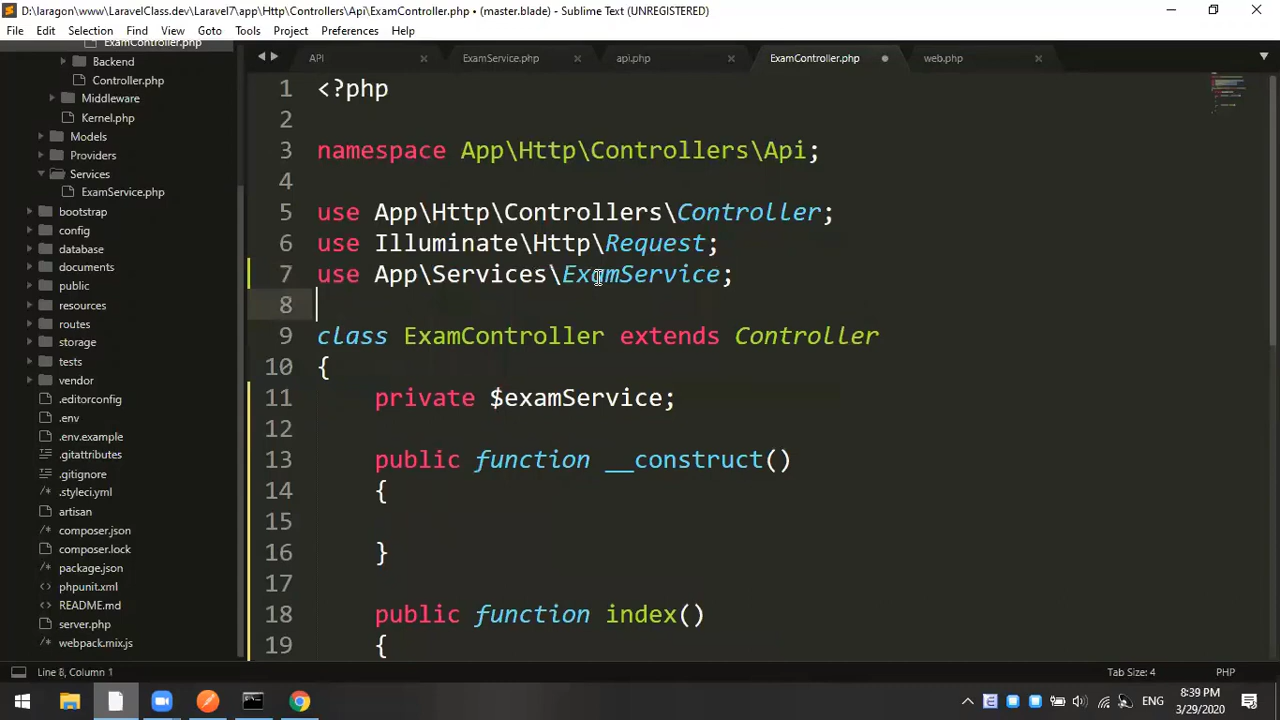 D:\laragon\www\LaravelClass.dev\Laravel7\app\Http\Controllers\Api\ExamController.php • (master.blade) - Sublime Text (UNREGISTERED)
File Edit Selection Find View Goto Tools Project Preferences Help
ExamController.php
Backend
Controller.php
Middleware
Kernel.php
Models
Providers
Services
ExamService.php
bootstrap
config
database
documents
public
resources
routes
storage
tests
vendor
.editorconfig
.env
.env.example
.gitattributes
.gitignore
.styleci.yml
artisan
composer.json
composer.lock
package.json
phpunit.xml
README.md
server.php
webpack.mix.js
API ExamService.php api.php ExamController.php web.php
1 <?php
2
3 namespace App\Http\Controllers\Api;
4
5 use App\Http\Controllers\Controller;
6 use Illuminate\Http\Request;
7 use App\Services\ExamService;
8
9 class ExamController extends Controller
10 {
11 private $examService;
12
13 public function __construct()
14 {
15
16 }
17
18 public function index()
19 {
Line 8, Column 1 Tab Size: 4 PHP
ENG 8:39 PM
3/29/2020